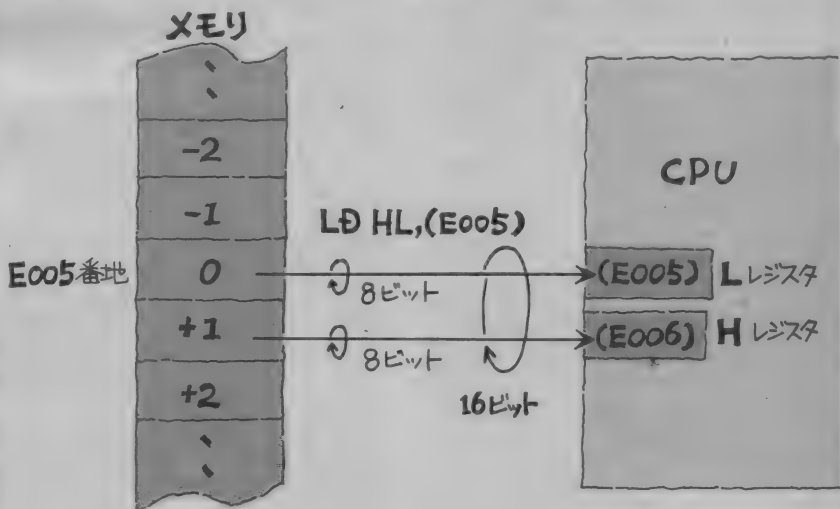 メモリ
-2
-1
E005番地
0
+1
+2
LD HL,(E005)
8ビット
8ビット
16ビット
CPU
(E005) Lレジスタ
(E006) Hレジスタ